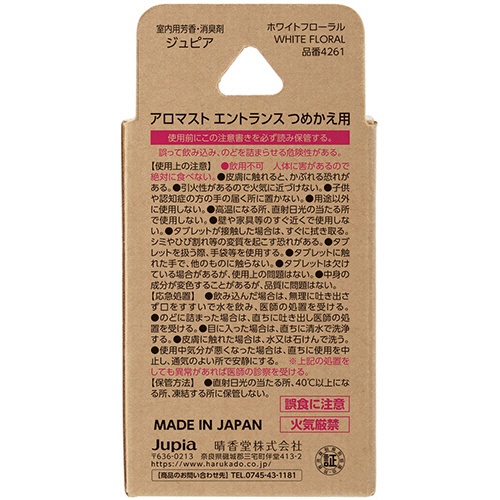 室内用芳香・消臭剤
ジュピア
ホワイトフローラル
WHITE FLORAL
品番4261
アロマスト エントランス つめかえ用
使用前にこの注意書を必ず読み保管する。
誤って飲み込み、のどを詰まらせる危険性がある。
【使用上の注意】●飲用不可 人体に害があるので
絶対に食べない。●皮膚に触れると、かぶれる恐れが
ある。●引火性があるので火気に近づけない。●子供
や認知症の方の手の届く所に置かない。●用途以外
に使用しない。●高温になる所、直射日光の当たる所
で使用しない。●壁や家具等のすぐ近くで使用しな
い。●タブレットが接触した場合は、すぐに拭き取る。
シミやひび割れ等の変質を起こす恐れがある。●タブ
レットを扱う際、手袋等を使用する。●タブレットに触
れた手で、他のものに触らない。●タブレットは欠け
ている場合があるが、使用上の問題はない。●中身の
成分が変色することがあるが、品質に問題はない。
【応急処置】●飲み込んだ場合は、無理に吐き出さ
ず口をすすいで水を飲み、医師の処置を受ける。
●のどに詰まった場合は、直ちに吐き出し医師の処
置を受ける。●目に入った場合は、直ちに清水で洗浄
する。●皮膚に触れた場合は、水又は石けんで洗う。
●使用中気分が悪くなった場合は、直ちに使用を中
止し、通気のよい所で安静にする。 ※上記の処置を
しても異常があれば医師の診察を受ける。
【保管方法】●直射日光の当たる所、40℃以上にな
る所、凍結する所に保管しない。
誤食に注意
火気厳禁
MADE IN JAPAN
Jupia 晴香堂株式会社
〒636-0213 奈良県磯城郡三宅町伴堂413-2
https://www.harukado.co.jp/
【商品のお問い合わせ先】 TEL.0745-43-1181
証